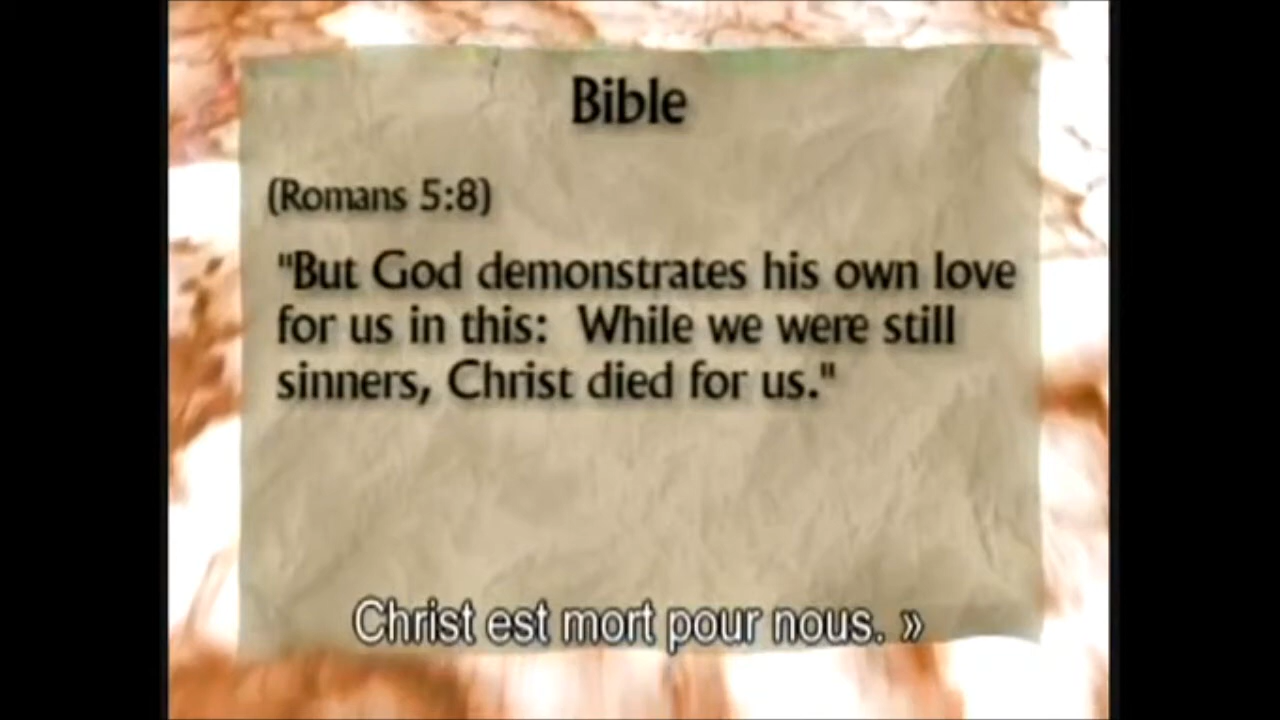 Bible
(Romans 5:8)
"But God demonstrates his own love
for us in this:  While we were still
sinners, Christ died for us."
Christ est mort pour nous. »